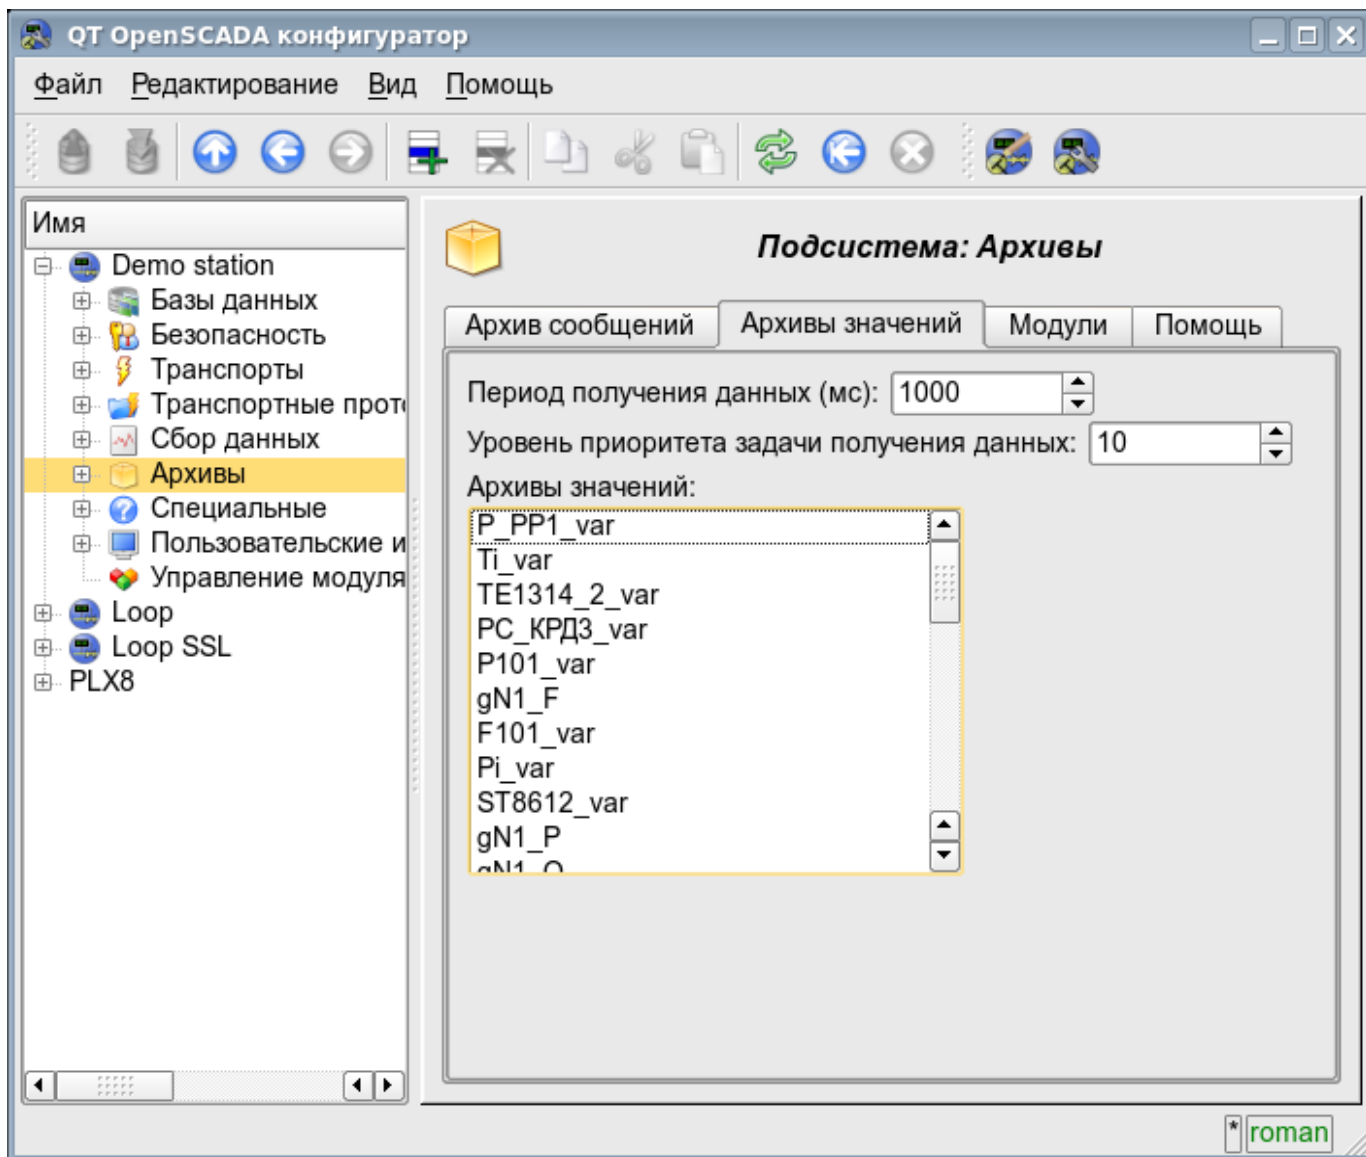 QT OpenSCADA конфигуратор
Файл Редактирование Вид Помощь
Имя
Demo station
Базы данных
Безопасность
Транспорты
Транспортные прото
Сбор данных
Архивы
Специальные
Пользовательские и
Управление модуля
Loop
Loop SSL
PLX8
Подсистема: Архивы
Архив сообщений Архивы значений Модули Помощь
Период получения данных (мс): 1000
Уровень приоритета задачи получения данных: 10
Архивы значений:
P_PP1_var
Ti_var
TE1314_2_var
PC_КРД3_var
P101_var
gN1_F
F101_var
Pi_var
ST8612_var
gN1_P
gN1_Q
* roman